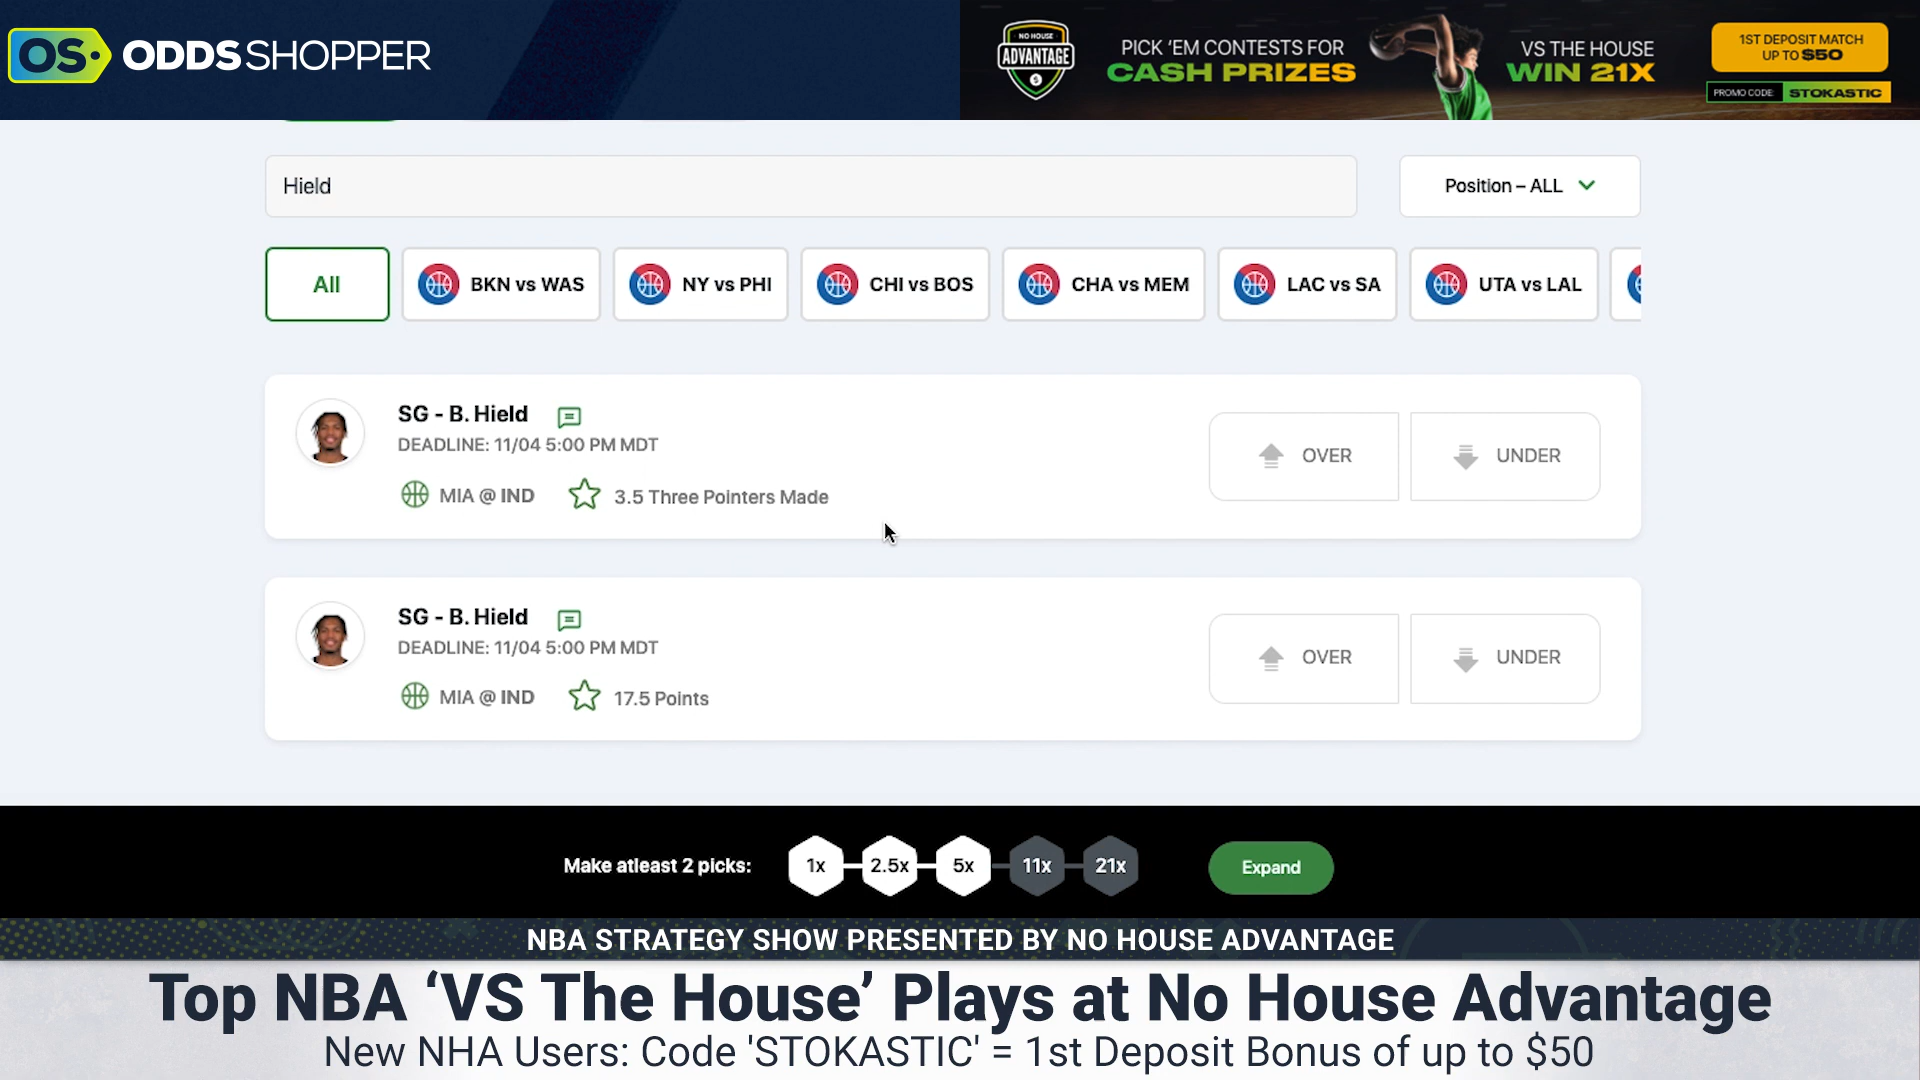 OS. ODDSSHOPPER
NO HOUSE
ADVANTAGE
PICK 'EM CONTESTS FOR
CASH PRIZES
VS THE HOUSE
WIN 21X
1ST DEPOSIT MATCH
UP TO $50
PROMO CODE: STOKASTIC
Hield
Position – ALL
All
BKN vs WAS
NY vs PHI
CHI vs BOS
CHA vs MEM
LAC vs SA
UTA vs LAL
SG - B. Hield
DEADLINE: 11/04 5:00 PM MDT
MIA @ IND
3.5 Three Pointers Made
OVER
UNDER
SG - B. Hield
DEADLINE: 11/04 5:00 PM MDT
MIA @ IND
17.5 Points
OVER
UNDER
Make atleast 2 picks:
1x
2.5x
5x
11x
21x
Expand
NBA STRATEGY SHOW PRESENTED BY NO HOUSE ADVANTAGE
Top NBA ‘VS The House’ Plays at No House Advantage
New NHA Users: Code 'STOKASTIC' = 1st Deposit Bonus of up to $50